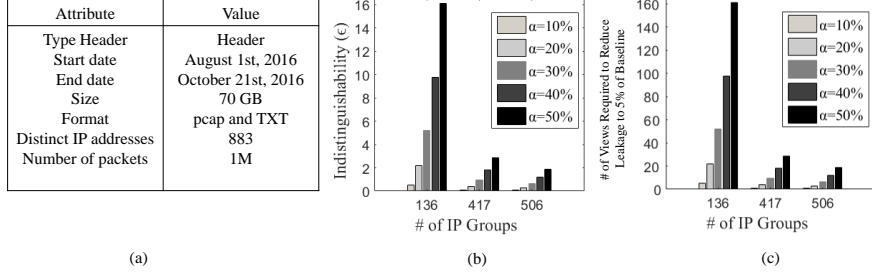 Attribute Value
Type Header Header
Start date August 1st, 2016
End date October 21st, 2016
Size 70 GB
Format pcap and TXT
Distinct IP addresses 883
Number of packets 1M
(a)
Indistinguishability (ϵ)
16
14
12
10
8
6
4
2
0
α=10%
α=20%
α=30%
α=40%
α=50%
136 417 506
# of IP Groups
(b)
# of Views Required to Reduce
Leakage to 5% of Baseline
160
140
120
100
80
60
40
20
0
α=10%
α=20%
α=30%
α=40%
α=50%
136 417 506
# of IP Groups
(c)